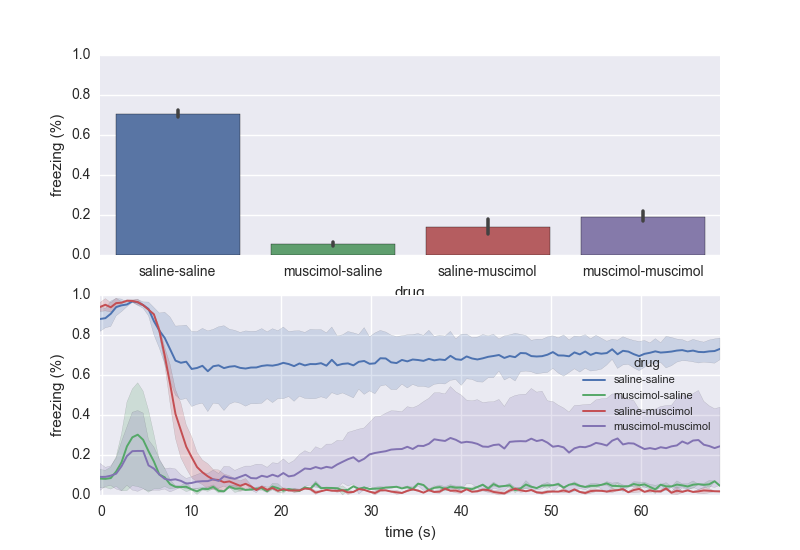 1.0
0.8
0.6
0.4
0.2
0.0
freezing (%)
saline-saline muscimol-saline saline-muscimol muscimol-muscimol
drug
1.0
0.8
0.6
0.4
0.2
0.0
freezing (%)
drug
saline-saline
muscimol-saline
saline-muscimol
muscimol-muscimol
0 10 20 30 40 50 60
time (s)